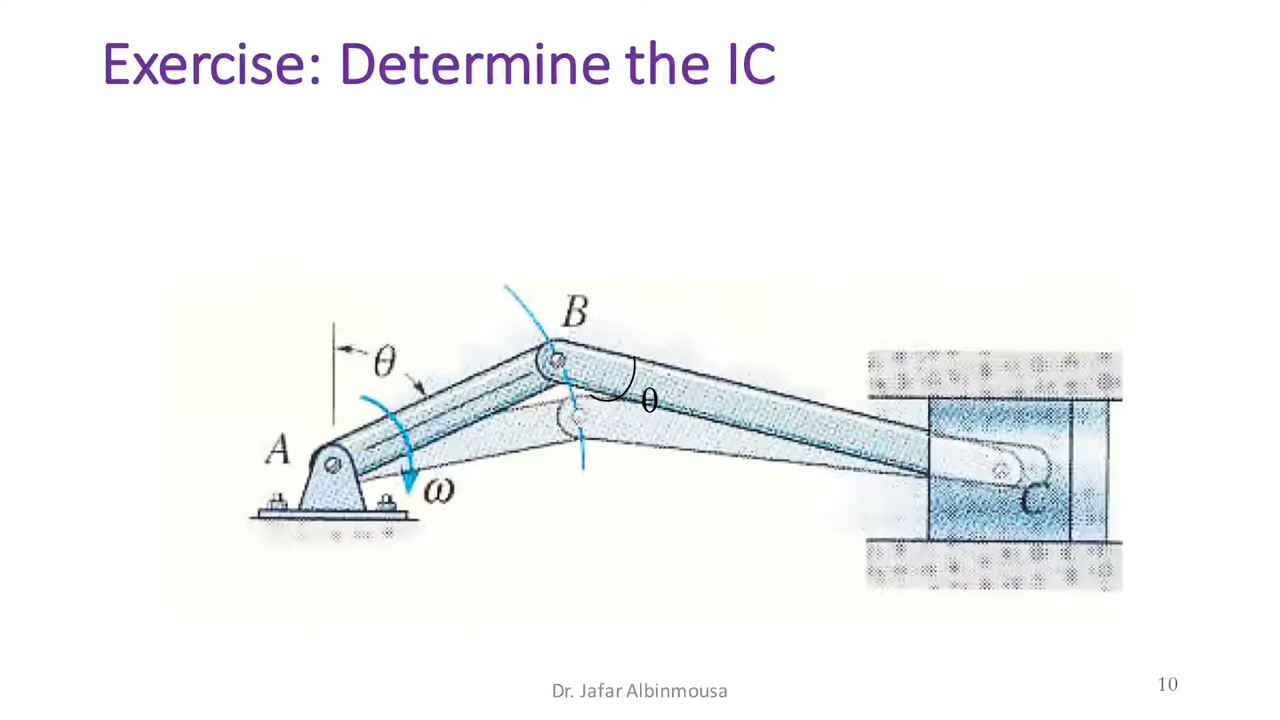 Exercise: Determine the IC
B
θ
θ
A
ω
C
Dr. Jafar Albinmousa
10